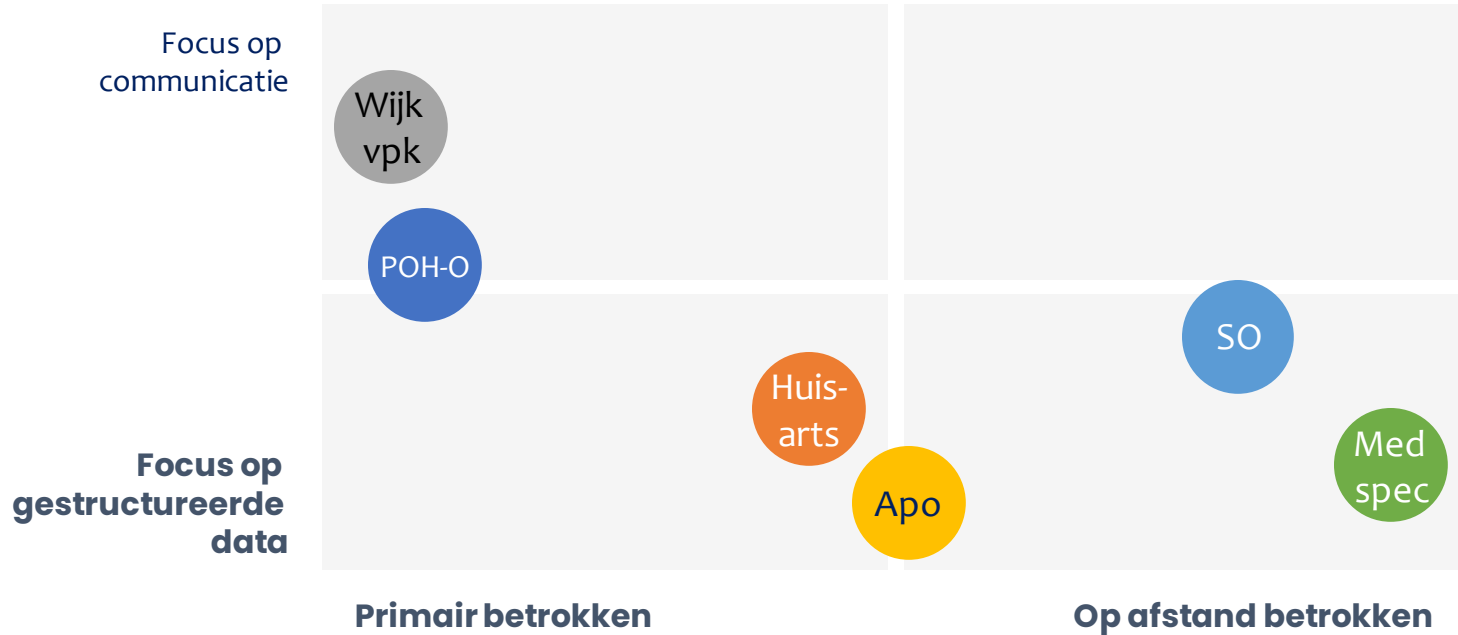 Focus op
communicatie
Wijk
vpk
POH-O
SO
Huis-
arts
Med
spec
Apo
Focus op
gestructureerde
data
Primair betrokken
Op afstand betrokken